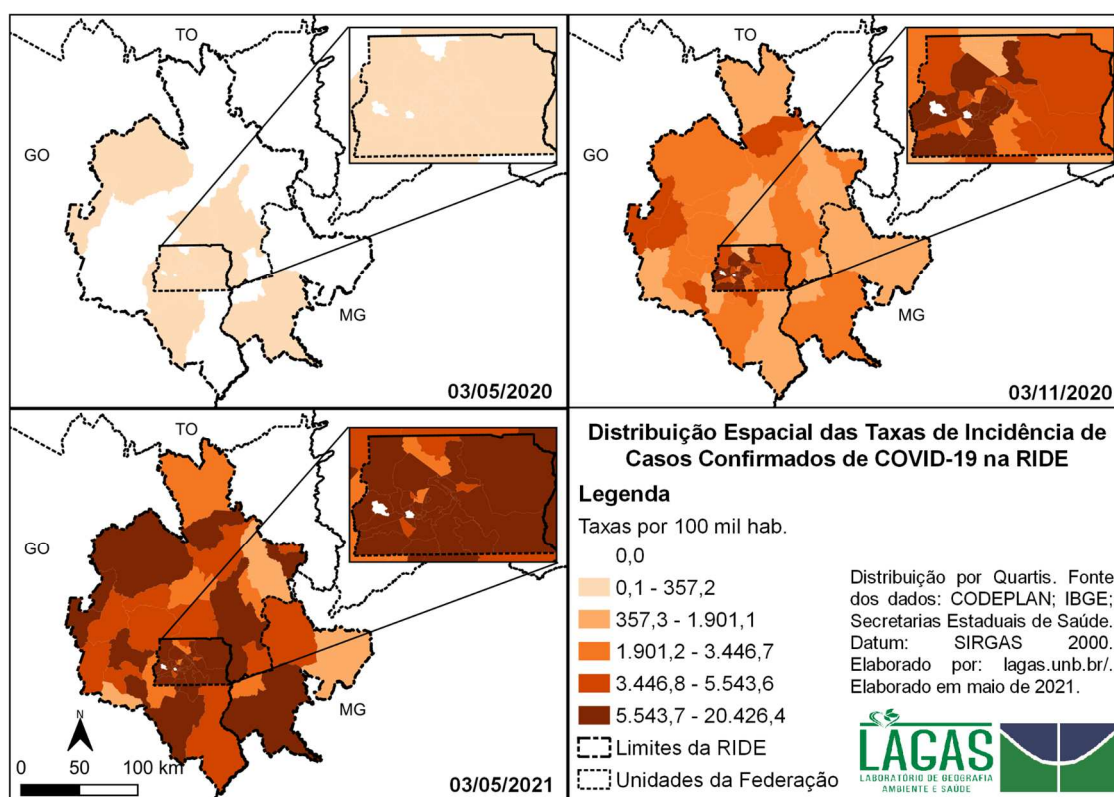 TO
GO
MG
03/05/2020
TO
GO
MG
03/11/2020
TO
GO
MG
N
0 50 100 km
03/05/2021
Distribuição Espacial das Taxas de Incidência de
Casos Confirmados de COVID-19 na RIDE
Legenda
Taxas por 100 mil hab.
0,0
0,1 - 357,2
357,3 - 1.901,1
1.901,2 - 3.446,7
3.446,8 - 5.543,6
5.543,7 - 20.426,4
Limites da RIDE
Unidades da Federação
Distribuição por Quartis. Fonte
dos dados: CODEPLAN; IBGE;
Secretarias Estaduais de Saúde.
Datum: SIRGAS 2000.
Elaborado por: lagas.unb.br/.
Elaborado em maio de 2021.
LAGAS
LABORATÓRIO DE GEOGRAFIA
AMBIENTE E SAÚDE